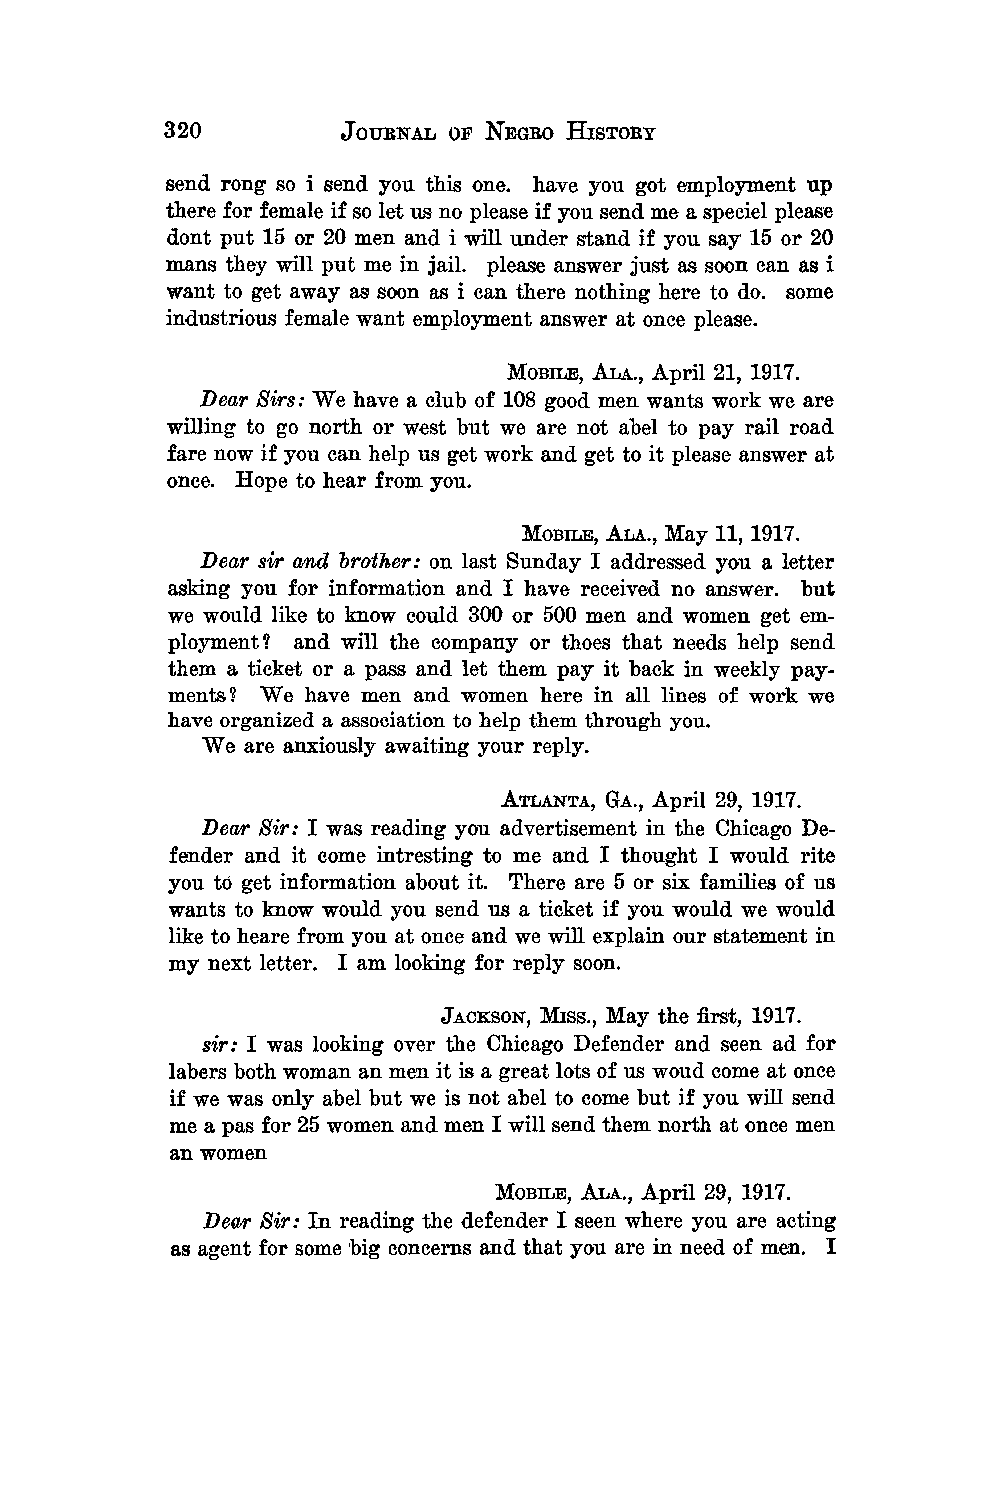 320 JOURNAL OF NEGRO HISTORY
send rong so i send you this one. have you got employment up
there for female if so let us no please if you send me a speciel please
dont put 15 or 20 men and i will under stand if you say 15 or 20
mans they will put me in jail. please answer just as soon can as i
want to get away as soon as i can there nothing here to do. some
industrious female want employment answer at once please.
MOBILE, ALA., April 21, 1917.
Dear Sirs: We have a club of 108 good men wants work we are
willing to go north or west but we are not abel to pay rail road
fare now if you can help us get work and get to it please answer at
once. Hope to hear from you.
MOBILE, ALA., May 11, 1917.
Dear sir and brother: on last Sunday I addressed you a letter
asking you for information and I have received no answer. but
we would like to know could 300 or 500 men and women get em-
ployment? and will the company or thoes that needs help send
them a ticket or a pass and let them pay it back in weekly pay-
ments? We have men and women here in all lines of work we
have organized a association to help them through you.
We are anxiously awaiting your reply.
ATLANTA, GA., April 29, 1917.
Dear Sir: I was reading you advertisement in the Chicago De-
fender and it come intresting to me and I thought I would rite
you to get information about it. There are 5 or six families of us
wants to know would you send us a ticket if you would we would
like to heare from you at once and we will explain our statement in
my next letter. I am looking for reply soon.
JACKSON, MISS., May the first, 1917.
sir: I was looking over the Chicago Defender and seen ad for
labers both woman an men it is a great lots of us woud come at once
if we was only abel but we is not abel to come but if you will send
me a pas for 25 women and men I will send them north at once men
an women
MOBILE, ALA., April 29, 1917.
Dear Sir: In reading the defender I seen where you are acting
as agent for some big concerns and that you are in need of men. I